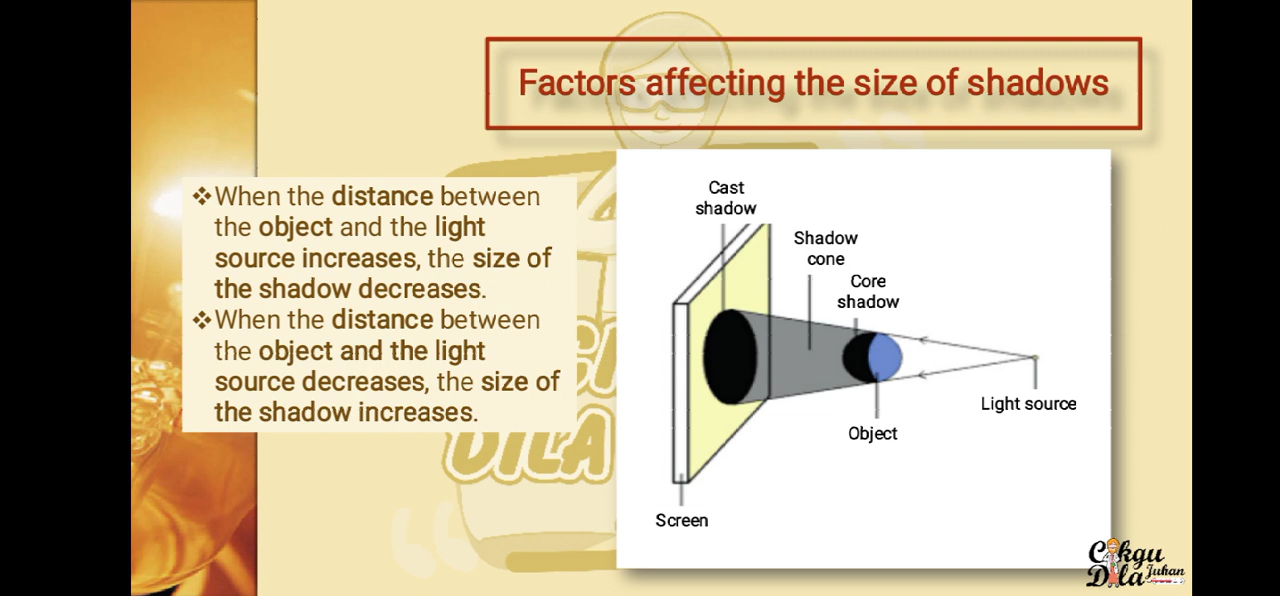 Factors affecting the size of shadows
❖When the distance between
the object and the light
source increases, the size of
the shadow decreases.
❖When the distance between
the object and the light
source decreases, the size of
the shadow increases.
Cast
shadow
Shadow
cone
Core
shadow
Light source
Object
Screen
DILA
Cikgu
Dila Juhan